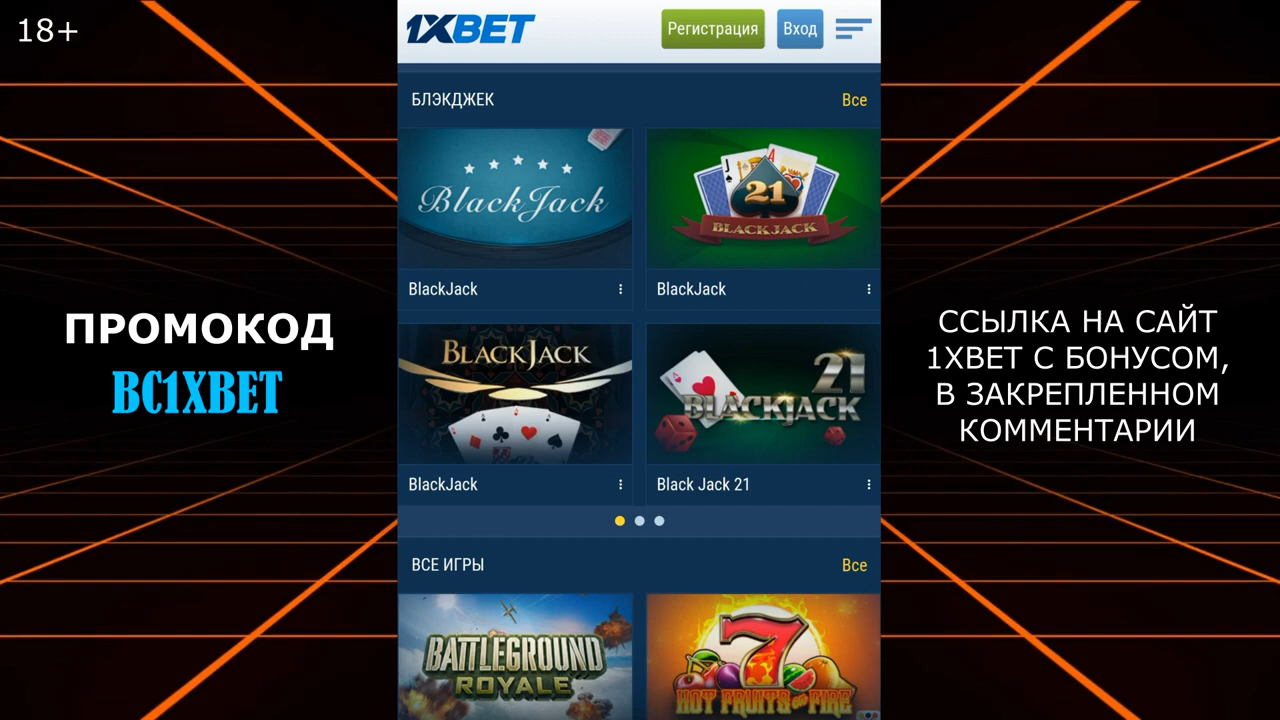 18+
ПРОМОКОД
BC1XBET
1XBET
Регистрация
Вход
БЛЭКДЖЕК
Все
BlackJack
21
BLACKJACK
BlackJack
BlackJack
BLACKJACK
21
BLACKJACK
BlackJack
Black Jack 21
ВСЕ ИГРЫ
Все
BATTLEGROUND
ROYALE
7
HOT FRUITS ON FIRE
ССЫЛКА НА САЙТ
1XBET С БОНУСОМ,
В ЗАКРЕПЛЕННОМ
КОММЕНТАРИИ